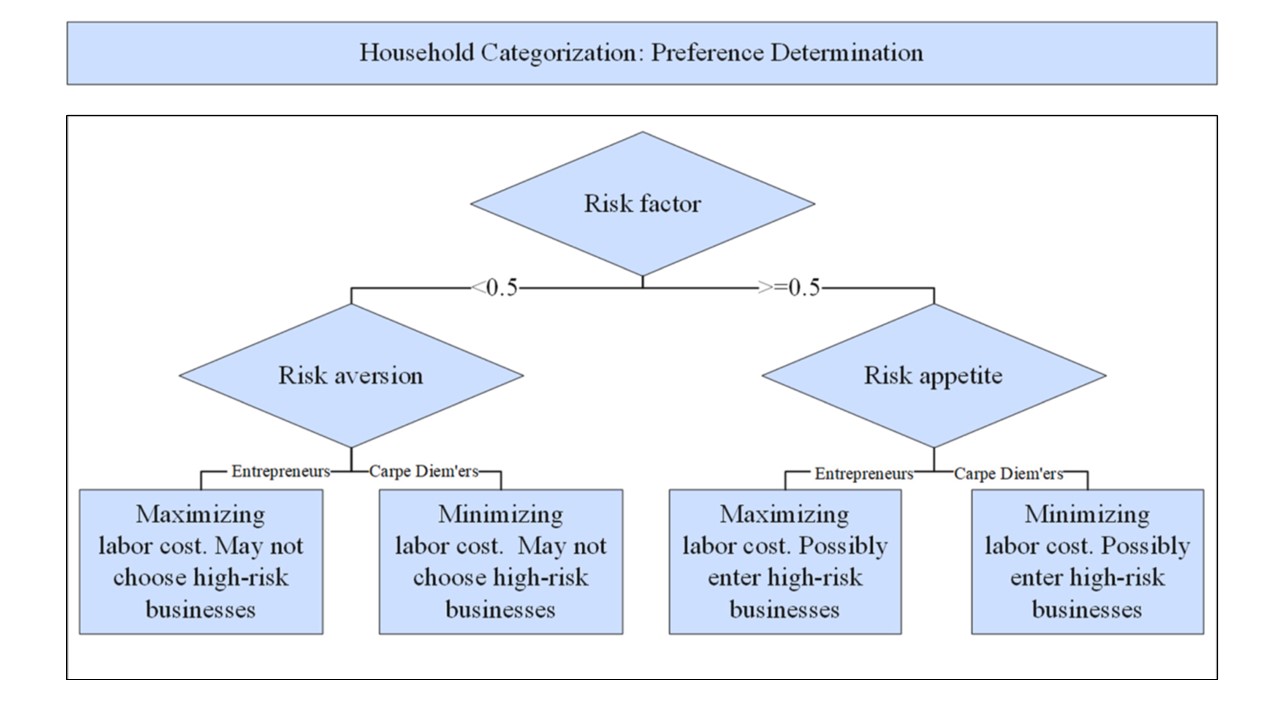 Household Categorization: Preference Determination
Risk factor
<0.5
>=0.5
Risk aversion
Risk appetite
Entrepreneurs
Carpe Diem'ers
Entrepreneurs
Carpe Diem'ers
Maximizing
labor cost. May not
choose high-risk
businesses
Minimizing
labor cost.  May not
choose high-risk
businesses
Maximizing
labor cost. Possibly
enter high-risk
businesses
Minimizing
labor cost. Possibly
enter high-risk
businesses